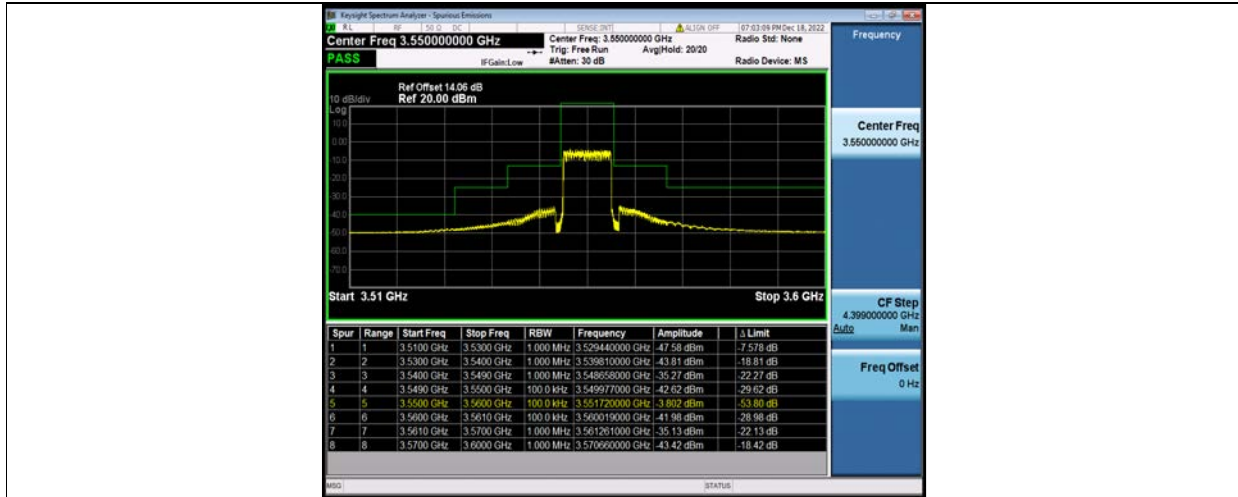 Keysight Spectrum Analyzer - Spurious Emissions
RL RF 50 Ω DC SENSE:INT ALIGN OFF 07:03:09 PM Dec 18, 2022
Center Freq 3.550000000 GHz Center Freq: 3.550000000 GHz Radio Std: None
Trig: Free Run Avg|Hold: 20/20
PASS IFGain:Low #Atten: 30 dB Radio Device: MS
Ref Offset 14.06 dB
10 dB/div Ref 20.00 dBm
Log
10.0
0.00
-10.0
-20.0
-30.0
-40.0
-50.0
-60.0
-70.0
Start 3.51 GHz Stop 3.6 GHz
Spur Range Start Freq Stop Freq RBW Frequency Amplitude Δ Limit
1 1 3.5100 GHz 3.5300 GHz 1.000 MHz 3.529440000 GHz -47.58 dBm -7.578 dB
2 2 3.5300 GHz 3.5400 GHz 1.000 MHz 3.539810000 GHz -43.81 dBm -18.81 dB
3 3 3.5400 GHz 3.5490 GHz 1.000 MHz 3.548658000 GHz -35.27 dBm -22.27 dB
4 4 3.5490 GHz 3.5500 GHz 100.0 kHz 3.549977000 GHz -42.62 dBm -29.62 dB
5 5 3.5500 GHz 3.5600 GHz 100.0 kHz 3.551720000 GHz -3.802 dBm -53.80 dB
6 6 3.5600 GHz 3.5610 GHz 100.0 kHz 3.560019000 GHz -41.98 dBm -28.98 dB
7 7 3.5610 GHz 3.5700 GHz 1.000 MHz 3.561261000 GHz -35.13 dBm -22.13 dB
8 8 3.5700 GHz 3.6000 GHz 1.000 MHz 3.570660000 GHz -43.42 dBm -18.42 dB
MSG STATUS
Frequency
Center Freq
3.550000000 GHz
CF Step
4.399000000 GHz
Auto Man
Freq Offset
0 Hz